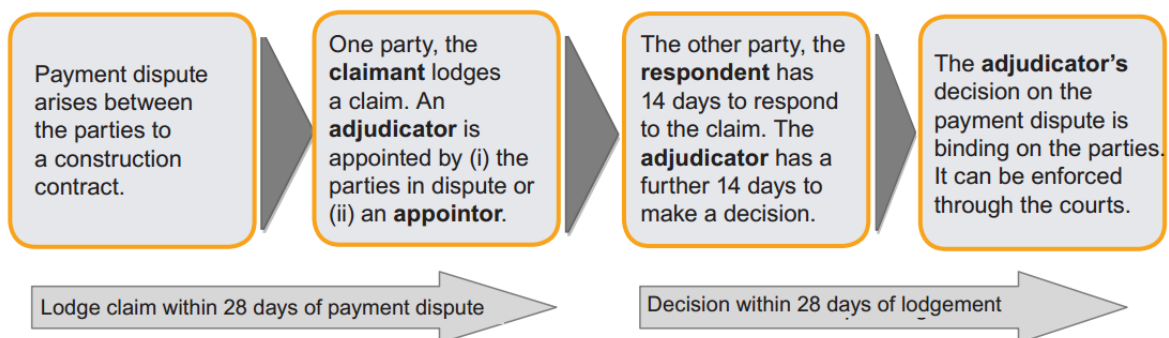 Payment dispute
arises between
the parties to
a construction
contract.
One party, the
claimant lodges
a claim. An
adjudicator is
appointed by (i) the
parties in dispute or
(ii) an appointor.
The other party, the
respondent has
14 days to respond
to the claim. The
adjudicator has a
further 14 days to
make a decision.
The adjudicator's
decision on the
payment dispute is
binding on the parties.
It can be enforced
through the courts.
Lodge claim within 28 days of payment dispute
Decision within 28 days of lodgement